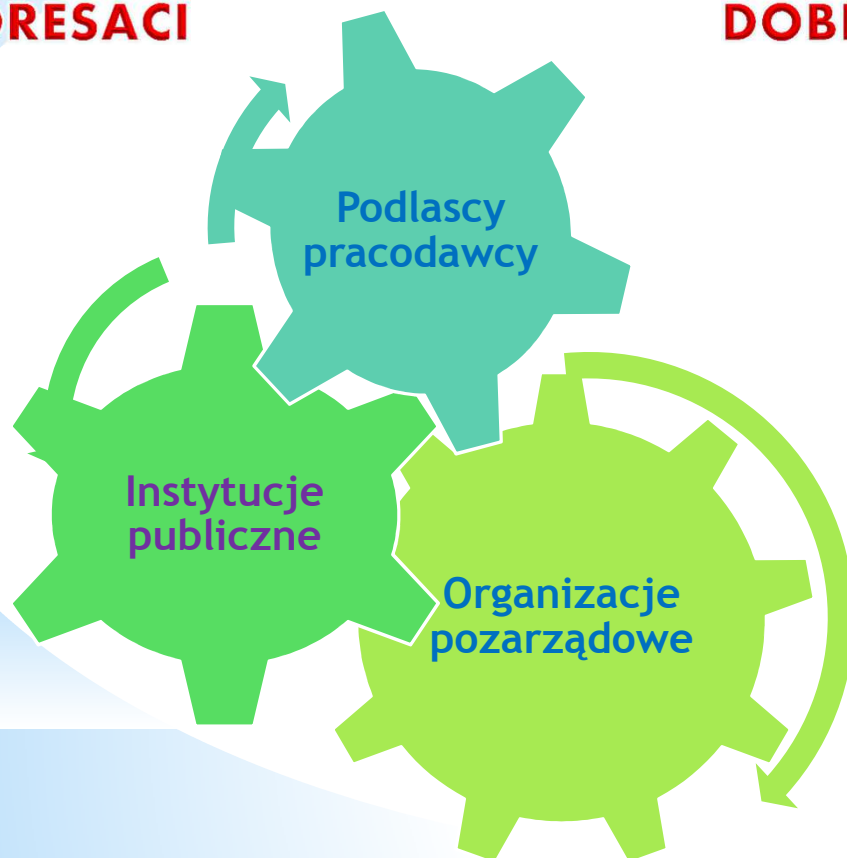 RESACI DOB
Podlascy
pracodawcy
Instytucje
publiczne
Organizacje
pozarządowe